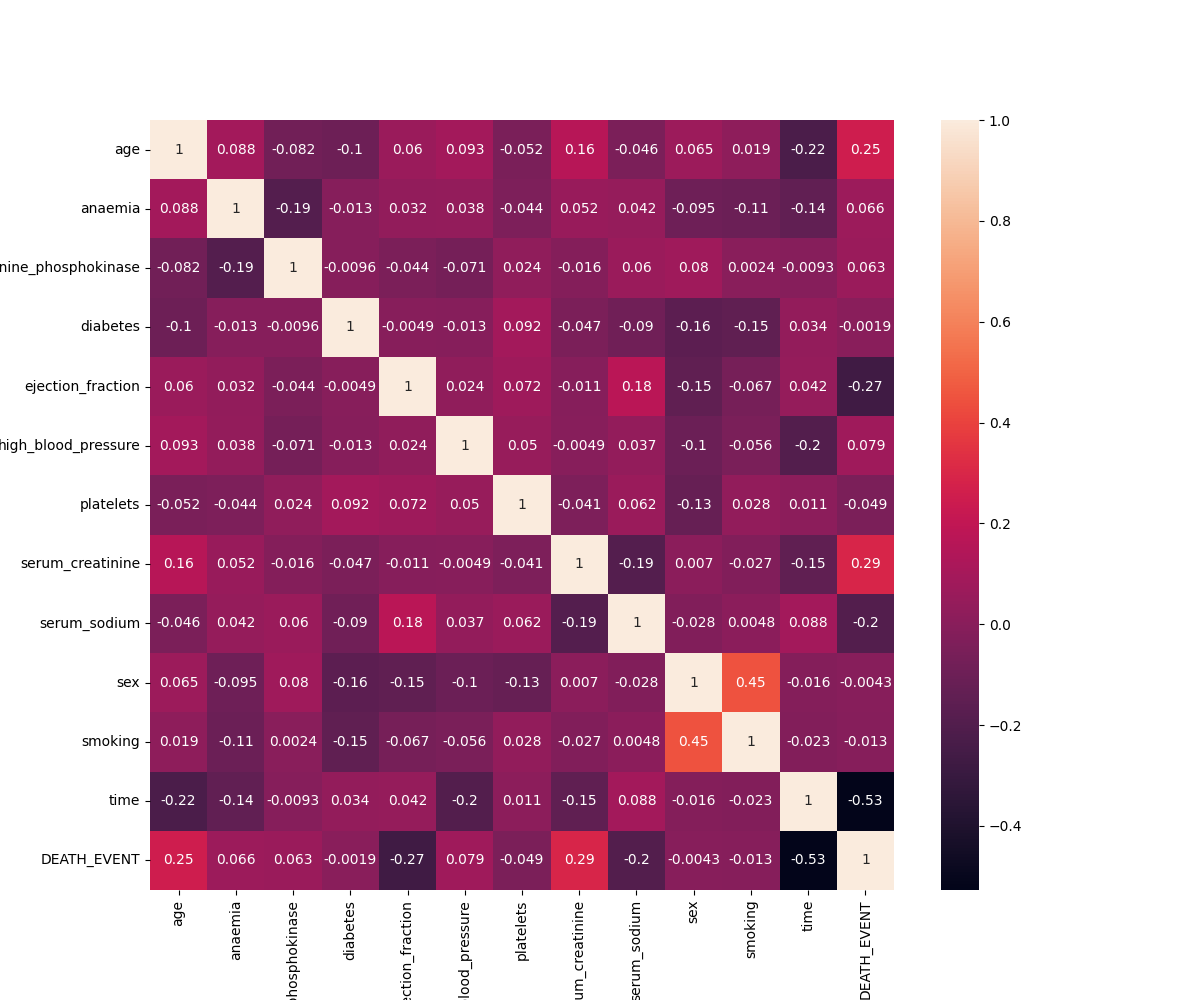 age 1 0.088 -0.082 -0.1 0.06 0.093 -0.052 0.16 -0.046 0.065 0.019 -0.22 0.25
anaemia 0.088 1 -0.19 -0.013 0.032 0.038 -0.044 0.052 0.042 -0.095 -0.11 -0.14 0.066
nine_phosphokinase -0.082 -0.19 1 -0.0096 -0.044 -0.071 0.024 -0.016 0.06 0.08 0.0024 -0.0093 0.063
diabetes -0.1 -0.013 -0.0096 1 -0.0049 -0.013 0.092 -0.047 -0.09 -0.16 -0.15 0.034 -0.0019
ejection_fraction 0.06 0.032 -0.044 -0.0049 1 0.024 0.072 -0.011 0.18 -0.15 -0.067 0.042 -0.27
high_blood_pressure 0.093 0.038 -0.071 -0.013 0.024 1 0.05 -0.0049 0.037 -0.1 -0.056 -0.2 0.079
platelets -0.052 -0.044 0.024 0.092 0.072 0.05 1 -0.041 0.062 -0.13 0.028 0.011 -0.049
serum_creatinine 0.16 0.052 -0.016 -0.047 -0.011 -0.0049 -0.041 1 -0.19 0.007 -0.027 -0.15 0.29
serum_sodium -0.046 0.042 0.06 -0.09 0.18 0.037 0.062 -0.19 1 -0.028 0.0048 0.088 -0.2
sex 0.065 -0.095 0.08 -0.16 -0.15 -0.1 -0.13 0.007 -0.028 1 0.45 -0.016 -0.0043
smoking 0.019 -0.11 0.0024 -0.15 -0.067 -0.056 0.028 -0.027 0.0048 0.45 1 -0.023 -0.013
time -0.22 -0.14 -0.0093 0.034 0.042 -0.2 0.011 -0.15 0.088 -0.016 -0.023 1 -0.53
DEATH_EVENT 0.25 0.066 0.063 -0.0019 -0.27 0.079 -0.049 0.29 -0.2 -0.0043 -0.013 -0.53 1
age
anaemia
phosphokinase
diabetes
ection_fraction
lood_pressure
platelets
um_creatinine
serum_sodium
sex
smoking
time
DEATH_EVENT
1.0
0.8
0.6
0.4
0.2
0.0
−0.2
−0.4